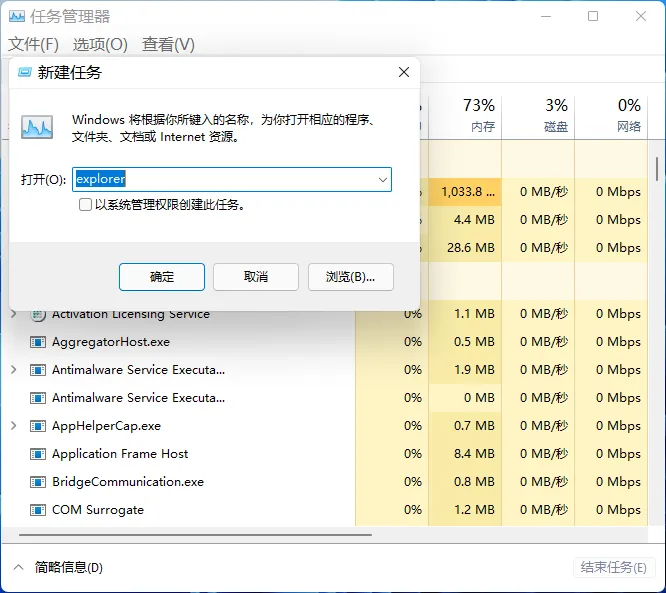 任务管理器
文件(F) 选项(O) 查看(V)
新建任务
Windows 将根据你所键入的名称，为你打开相应的程序、
文件夹、文档或 Internet 资源。
打开(O): explorer
以系统管理权限创建此任务。
确定 取消 浏览(B)...
% 73% 3% 0%
内存 磁盘 网络
% 1,033.8 ... 0 MB/秒 0 Mbps
% 4.4 MB 0 MB/秒 0 Mbps
% 28.6 MB 0 MB/秒 0 Mbps
Activation Licensing Service 0% 1.1 MB 0 MB/秒 0 Mbps
AggregatorHost.exe 0% 0.5 MB 0 MB/秒 0 Mbps
Antimalware Service Executa... 0% 1.9 MB 0 MB/秒 0 Mbps
Antimalware Service Executa... 0% 0 MB 0 MB/秒 0 Mbps
AppHelperCap.exe 0% 0.7 MB 0 MB/秒 0 Mbps
Application Frame Host 0% 8.4 MB 0 MB/秒 0 Mbps
BridgeCommunication.exe 0% 0.8 MB 0 MB/秒 0 Mbps
COM Surrogate 0% 1.2 MB 0 MB/秒 0 Mbps
简略信息(D) 结束任务(E)